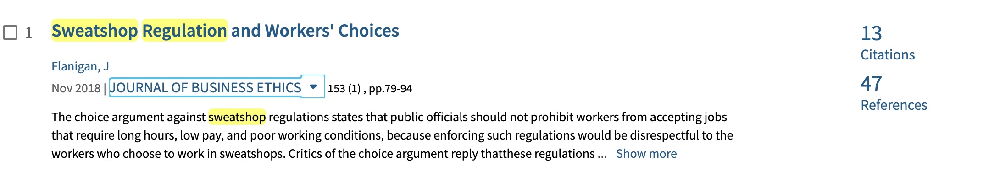 1
Sweatshop Regulation and Workers' Choices
Flanigan, J
Nov 2018 | JOURNAL OF BUSINESS ETHICS 153 (1) , pp.79-94
The choice argument against sweatshop regulations states that public officials should not prohibit workers from accepting jobs
that require long hours, low pay, and poor working conditions, because enforcing such regulations would be disrespectful to the
workers who choose to work in sweatshops. Critics of the choice argument reply thatthese regulations ... Show more
13
Citations
47
References